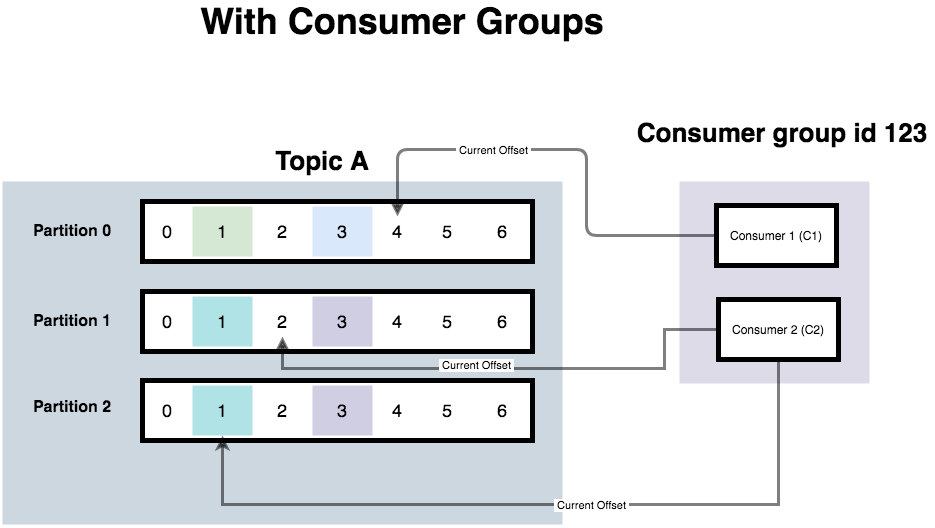 With Consumer Groups
Consumer group id 123
Topic A
Current Offset
Partition 0
0 1 2 3 4 5 6
Consumer 1 (C1)
Partition 1
0 1 2 3 4 5 6
Consumer 2 (C2)
Current Offset
Partition 2
0 1 2 3 4 5 6
Current Offset